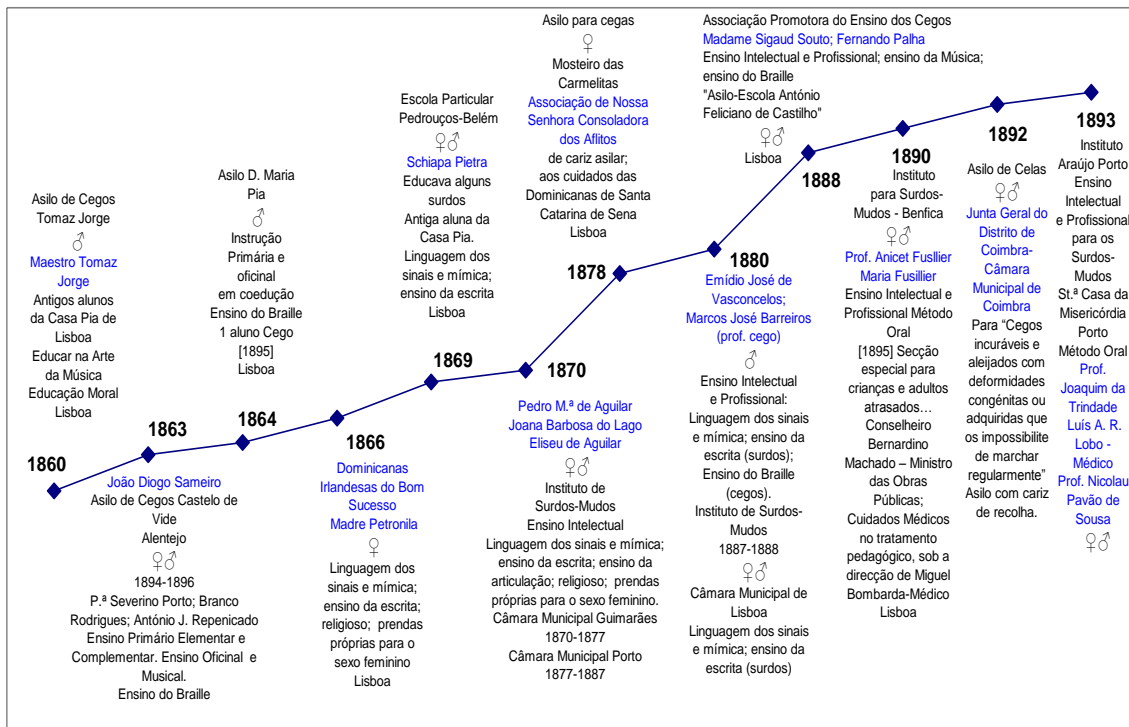 Asilo de Cegos
Tomaz Jorge
♂
Maestro Tomaz
Jorge
Antigos alunos
da Casa Pia de
Lisboa
Educar na Arte
da Música
Educação Moral
Lisboa
1860
1863
João Diogo Sameiro
Asilo de Cegos Castelo de
Vide
Alentejo
♀♂
1894-1896
P.ª Severino Porto; Branco
Rodrigues; António J. Repenicado
Ensino Primário Elementar e
Complementar. Ensino Oficinal e
Musical.
Ensino do Braille
Asilo D. Maria
Pia
♂
Instrução
Primária e
oficinal
em coedução
Ensino do Braille
1 aluno Cego
[1895]
Lisboa
1864
1866
Dominicanas
Irlandesas do Bom
Sucesso
Madre Petronila
♀
Linguagem dos
sinais e mímica;
ensino da escrita;
religioso; prendas
próprias para o
sexo feminino
Lisboa
Escola Particular
Pedrouços-Belém
♀♂
Schiapa Pietra
Educava alguns
surdos
Antiga aluna da
Casa Pia.
Linguagem dos
sinais e mímica;
ensino da escrita
Lisboa
1869
1870
Pedro M.ª de Aguilar
Joana Barbosa do Lago
Eliseu de Aguilar
♀♂
Instituto de
Surdos-Mudos
Ensino Intelectual
Linguagem dos sinais e mímica;
ensino da escrita; ensino da
articulação; religioso; prendas
próprias para o sexo feminino.
Câmara Municipal Guimarães
1870-1877
Câmara Municipal Porto
1877-1887
Asilo para cegas
♀
Mosteiro das
Carmelitas
Associação de Nossa
Senhora Consoladora
dos Aflitos
de cariz asilar;
aos cuidados das
Dominicanas de Santa
Catarina de Sena
Lisboa
1878
1880
Emídio José de
Vasconcelos;
Marcos José Barreiros
(prof. cego)
♂
Ensino Intelectual
e Profissional:
Linguagem dos sinais
e mímica; ensino da
escrita (surdos);
Ensino do Braille
(cegos).
Instituto de Surdos-
Mudos
1887-1888
♀♂
Câmara Municipal de
Lisboa
Linguagem dos sinais
e mímica; ensino da
escrita (surdos)
Associação Promotora do Ensino dos Cegos
Madame Sigaud Souto; Fernando Palha
Ensino Intelectual e Profissional; ensino da Música;
ensino do Braille
"Asilo-Escola António
Feliciano de Castilho"
♀♂
Lisboa
1888
1890
Instituto
para Surdos-
Mudos - Benfica
♀♂
Prof. Anicet Fusllier
Maria Fusillier
Ensino Intelectual e
Profissional Método
Oral
[1895] Secção
especial para
crianças e adultos
atrasados…
Conselheiro
Bernardino
Machado – Ministro
das Obras
Públicas;
Cuidados Médicos
no tratamento
pedagógico, sob a
direcção de Miguel
Bombarda-Médico
Lisboa
1892
Asilo de Celas
♀♂
Junta Geral do
Distrito de
Coimbra-
Câmara
Municipal de
Coimbra
Para “Cegos
incuráveis e
aleijados com
deformidades
congénitas ou
adquiridas que
os impossibilite
de marchar
regularmente”
Asilo com cariz
de recolha.
1893
Instituto
Araújo Porto
Ensino
Intelectual
e Profissional
para os
Surdos-
Mudos
St.ª Casa da
Misericórdia
Porto
Método Oral
Prof.
Joaquim da
Trindade
Luís A. R.
Lobo -
Médico
Prof. Nicolau
Pavão de
Sousa
♀♂